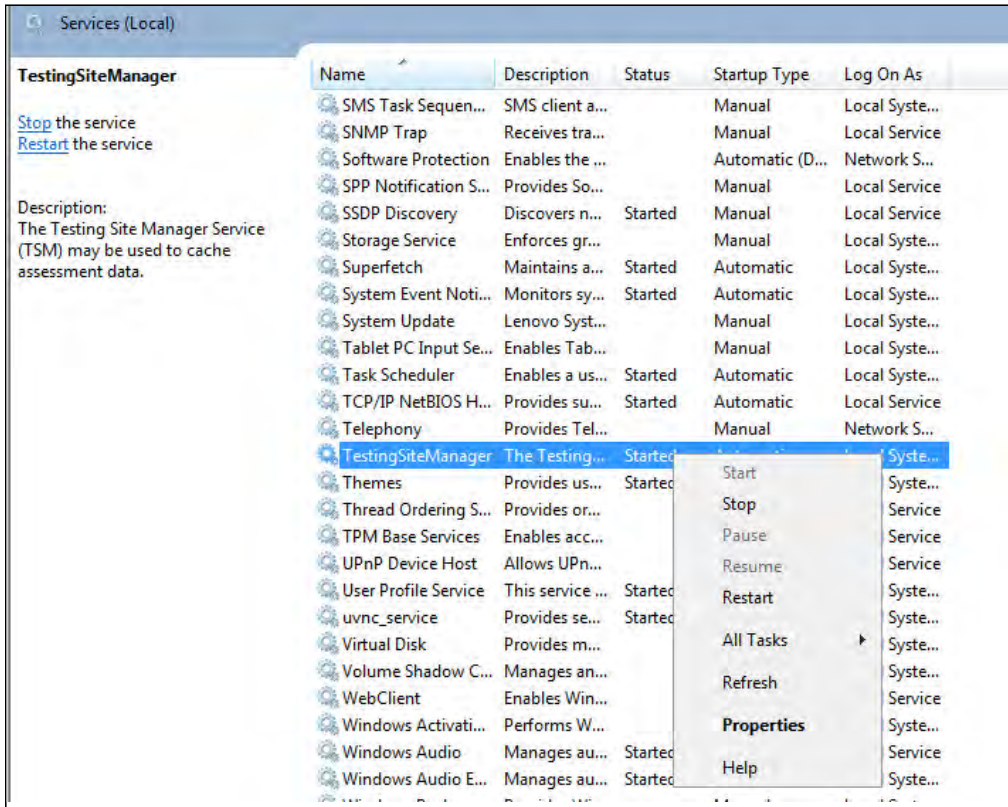 Services (Local)
TestingSiteManager
Stop the service
Restart the service
Description:
The Testing Site Manager Service
(TSM) may be used to cache
assessment data.
Name Description Status Startup Type Log On As
SMS Task Sequen... SMS client a... Manual Local Syste...
SNMP Trap Receives tra... Manual Local Service
Software Protection Enables the ... Automatic (D... Network S...
SPP Notification S... Provides So... Manual Local Service
SSDP Discovery Discovers n... Started Manual Local Service
Storage Service Enforces gr... Manual Local Syste...
Superfetch Maintains a... Started Automatic Local Syste...
System Event Noti... Monitors sy... Started Automatic Local Syste...
System Update Lenovo Syst... Manual Local Syste...
Tablet PC Input Se... Enables Tab... Manual Local Syste...
Task Scheduler Enables a us... Started Automatic Local Syste...
TCP/IP NetBIOS H... Provides su... Started Automatic Local Service
Telephony Provides Tel... Manual Network S...
TestingSiteManager The Testing... Started Syste...
Themes Provides us... Started Syste...
Thread Ordering S... Provides or... Service
TPM Base Services Enables acc... Service
UPnP Device Host Allows UPn... Service
User Profile Service This service ... Started Syste...
uvnc_service Provides se... Started Syste...
Virtual Disk Provides m... Syste...
Volume Shadow C... Manages an... Syste...
WebClient Enables Win... Service
Windows Activati... Performs W... Syste...
Windows Audio Manages au... Started Service
Windows Audio E... Manages au... Started Syste...
Start
Stop
Pause
Resume
Restart
All Tasks
Refresh
Properties
Help